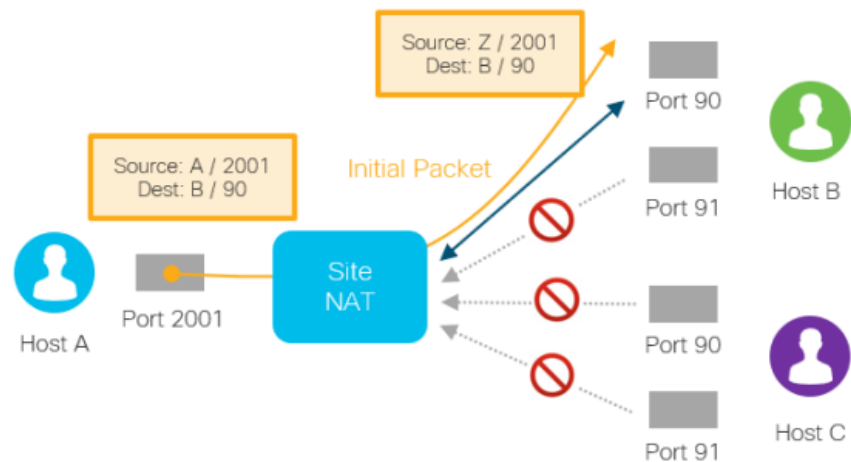 Source: Z / 2001
Dest: B / 90
Port 90
Source: A / 2001
Dest: B / 90
Initial Packet
Host B
Port 91
Site
NAT
Port 2001
Host A
Port 90
Host C
Port 91